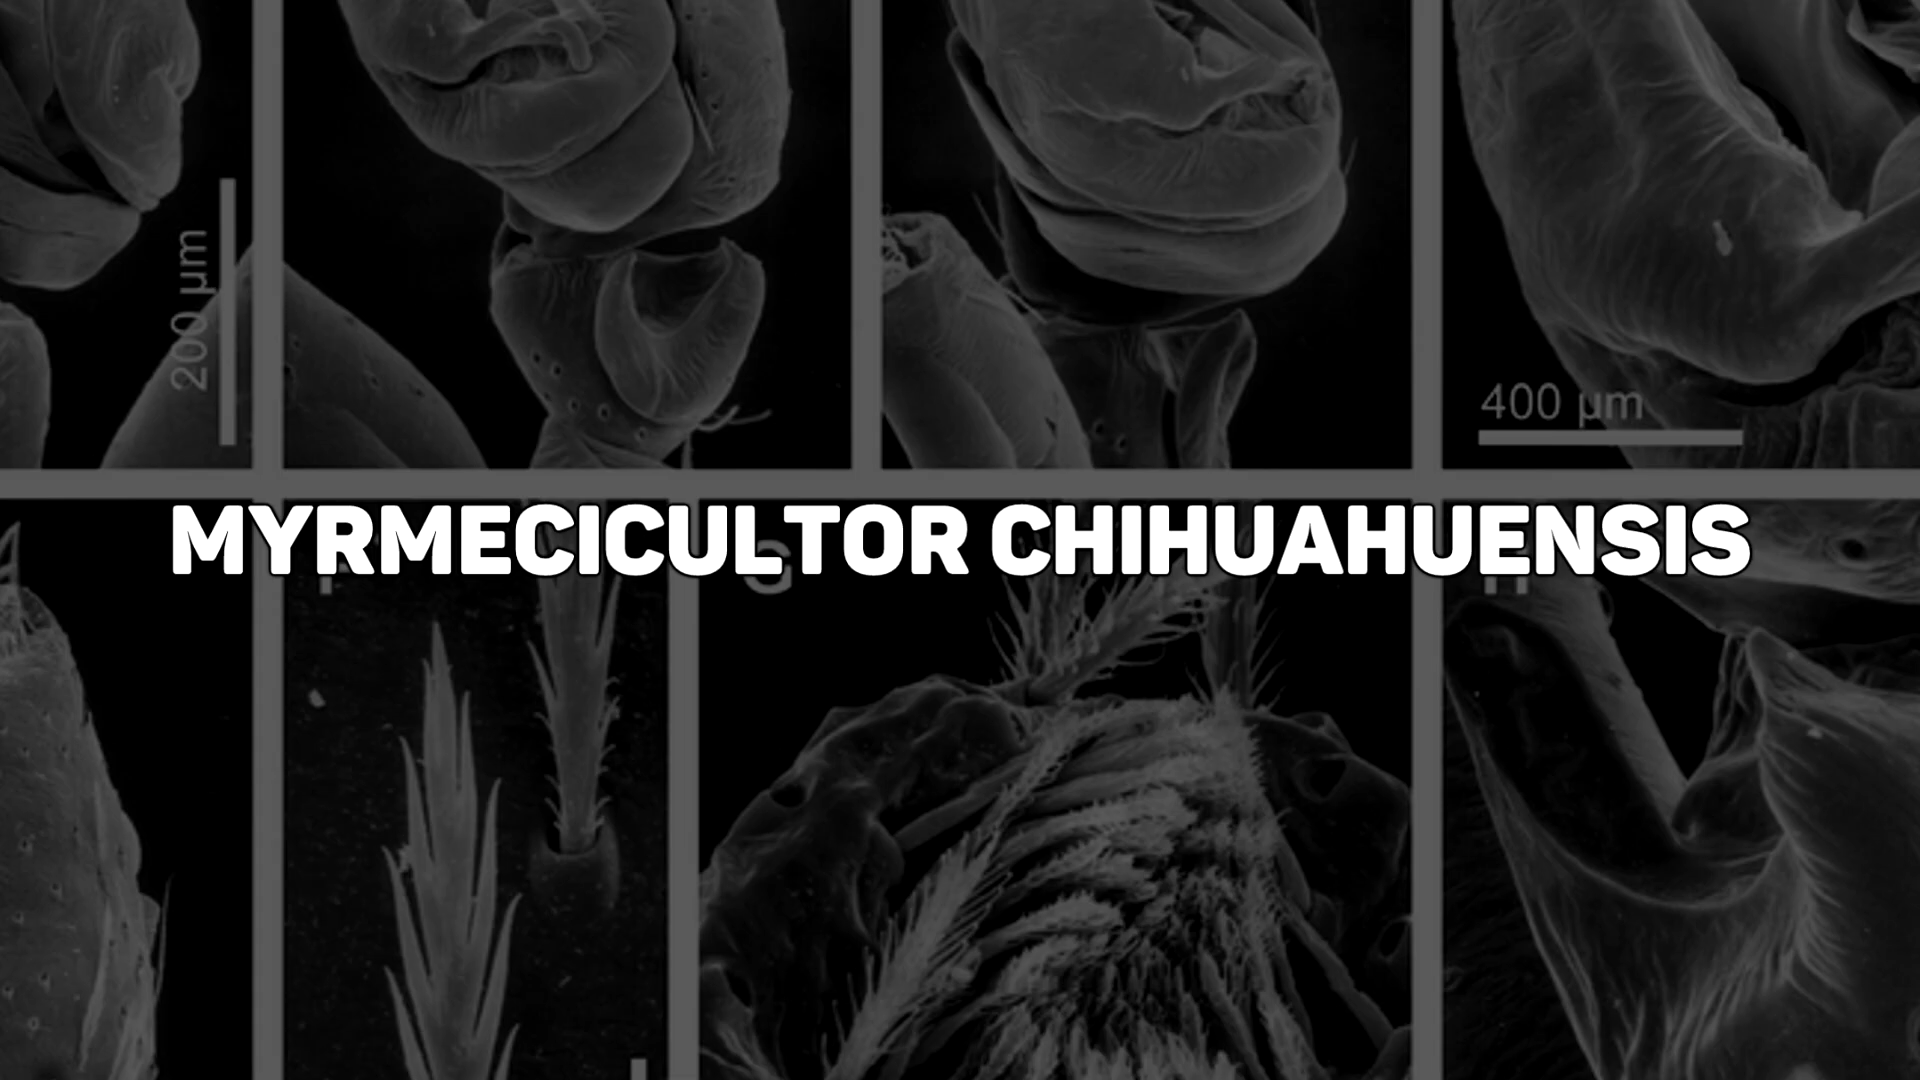 200 µm
400 µm
MYRMECICULTOR CHIHUAHUENSIS
G
H